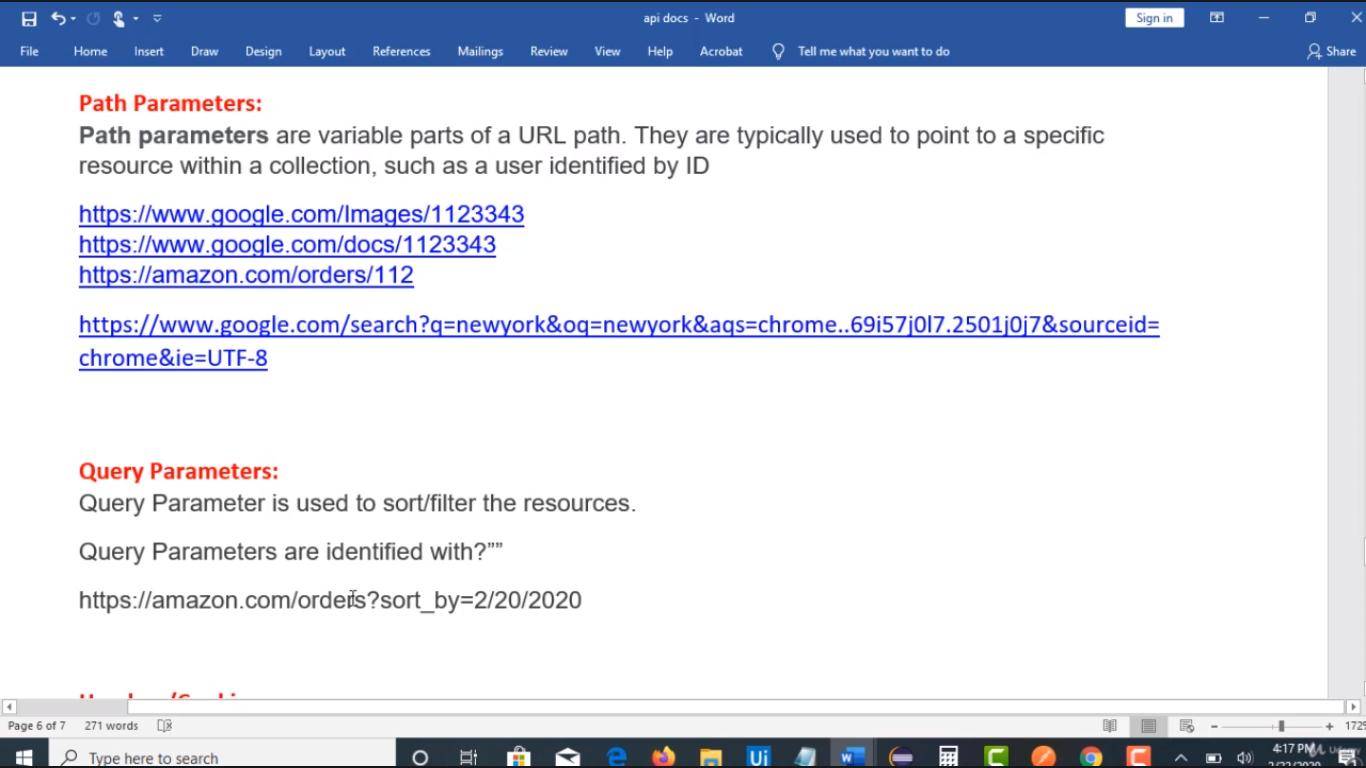 api docs - Word
Sign in
File Home Insert Draw Design Layout References Mailings Review View Help Acrobat Tell me what you want to do Share
Path Parameters:
Path parameters are variable parts of a URL path. They are typically used to point to a specific
resource within a collection, such as a user identified by ID
https://www.google.com/Images/1123343
https://www.google.com/docs/1123343
https://amazon.com/orders/112
https://www.google.com/search?q=newyork&oq=newyork&aqs=chrome..69i57j0l7.2501j0j7&sourceid=
chrome&ie=UTF-8
Query Parameters:
Query Parameter is used to sort/filter the resources.
Query Parameters are identified with?””
https://amazon.com/orders?sort_by=2/20/2020
Page 6 of 7 271 words
Type here to search
Ui
4:17 PM